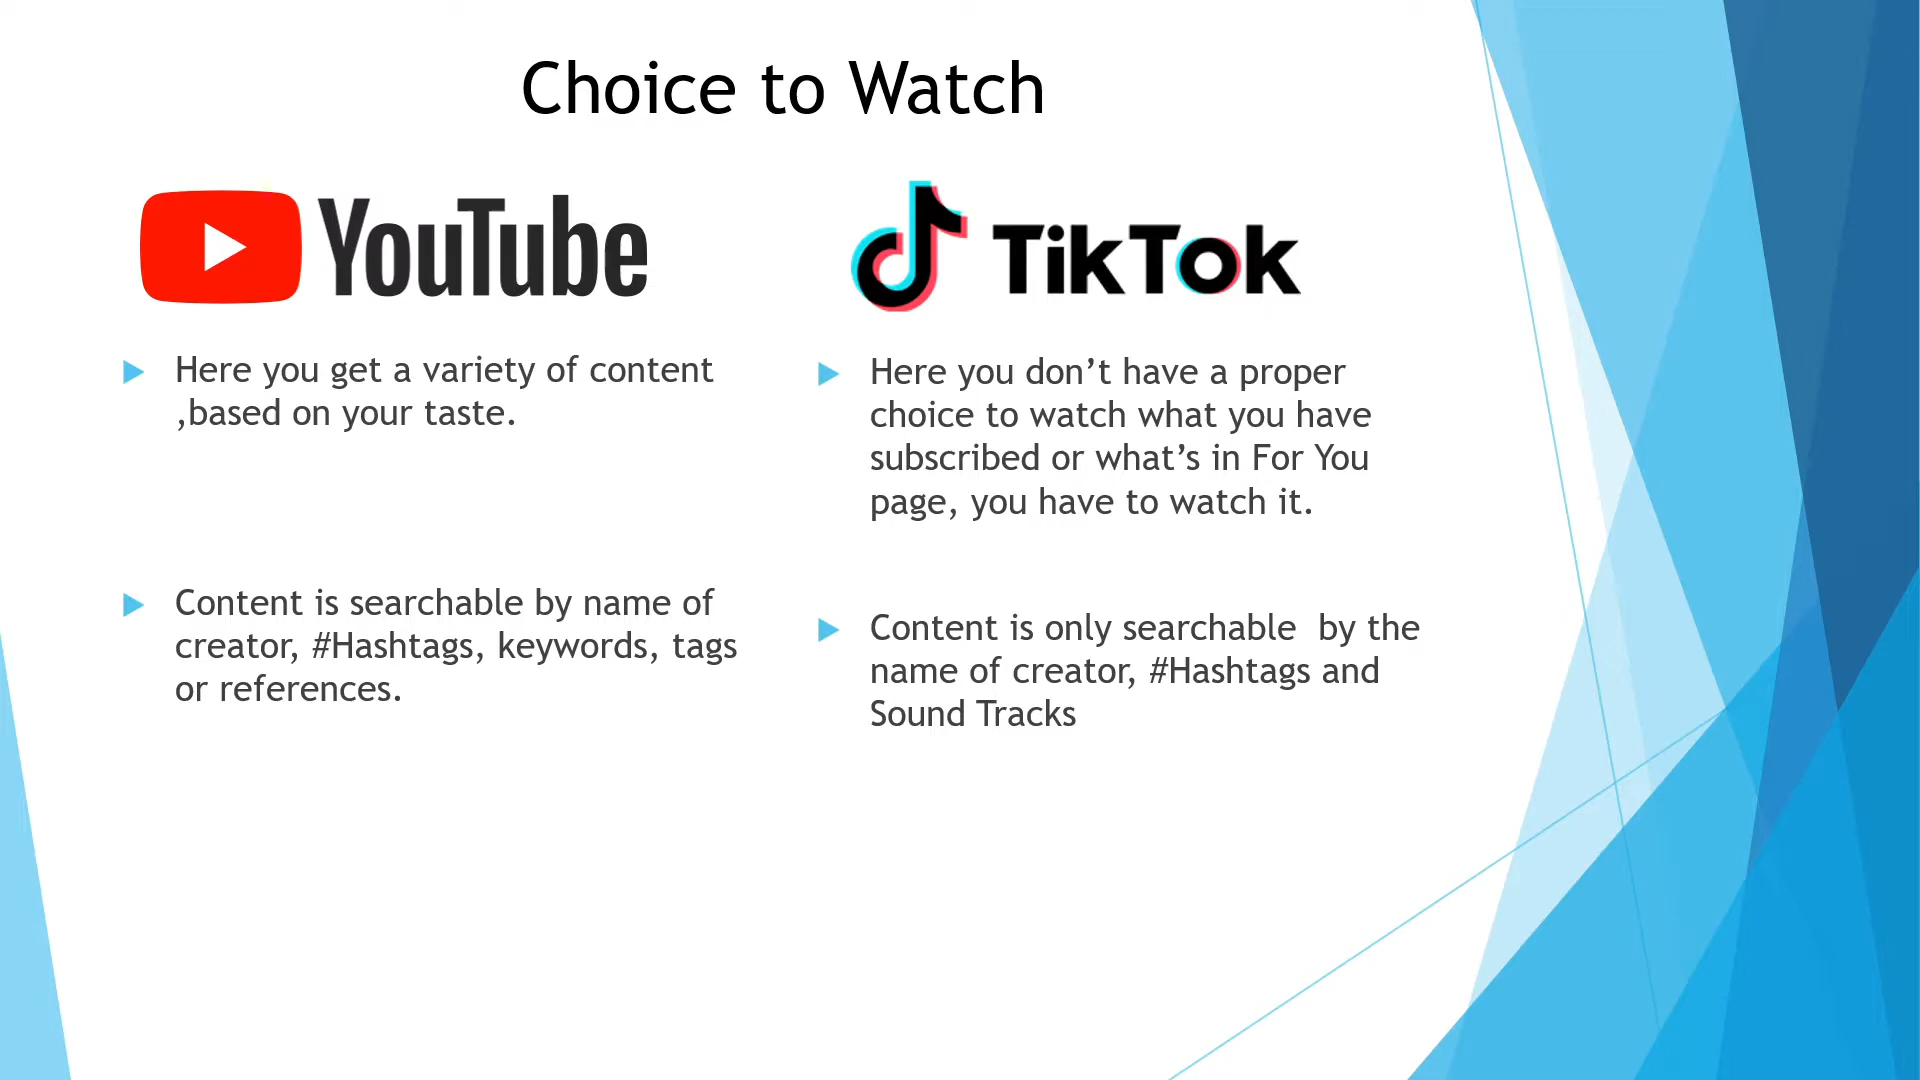 Choice to Watch
YouTube
TikTok
Here you get a variety of content
,based on your taste.
Content is searchable by name of
creator, #Hashtags, keywords, tags
or references.
Here you don’t have a proper
choice to watch what you have
subscribed or what’s in For You
page, you have to watch it.
Content is only searchable  by the
name of creator, #Hashtags and
Sound Tracks